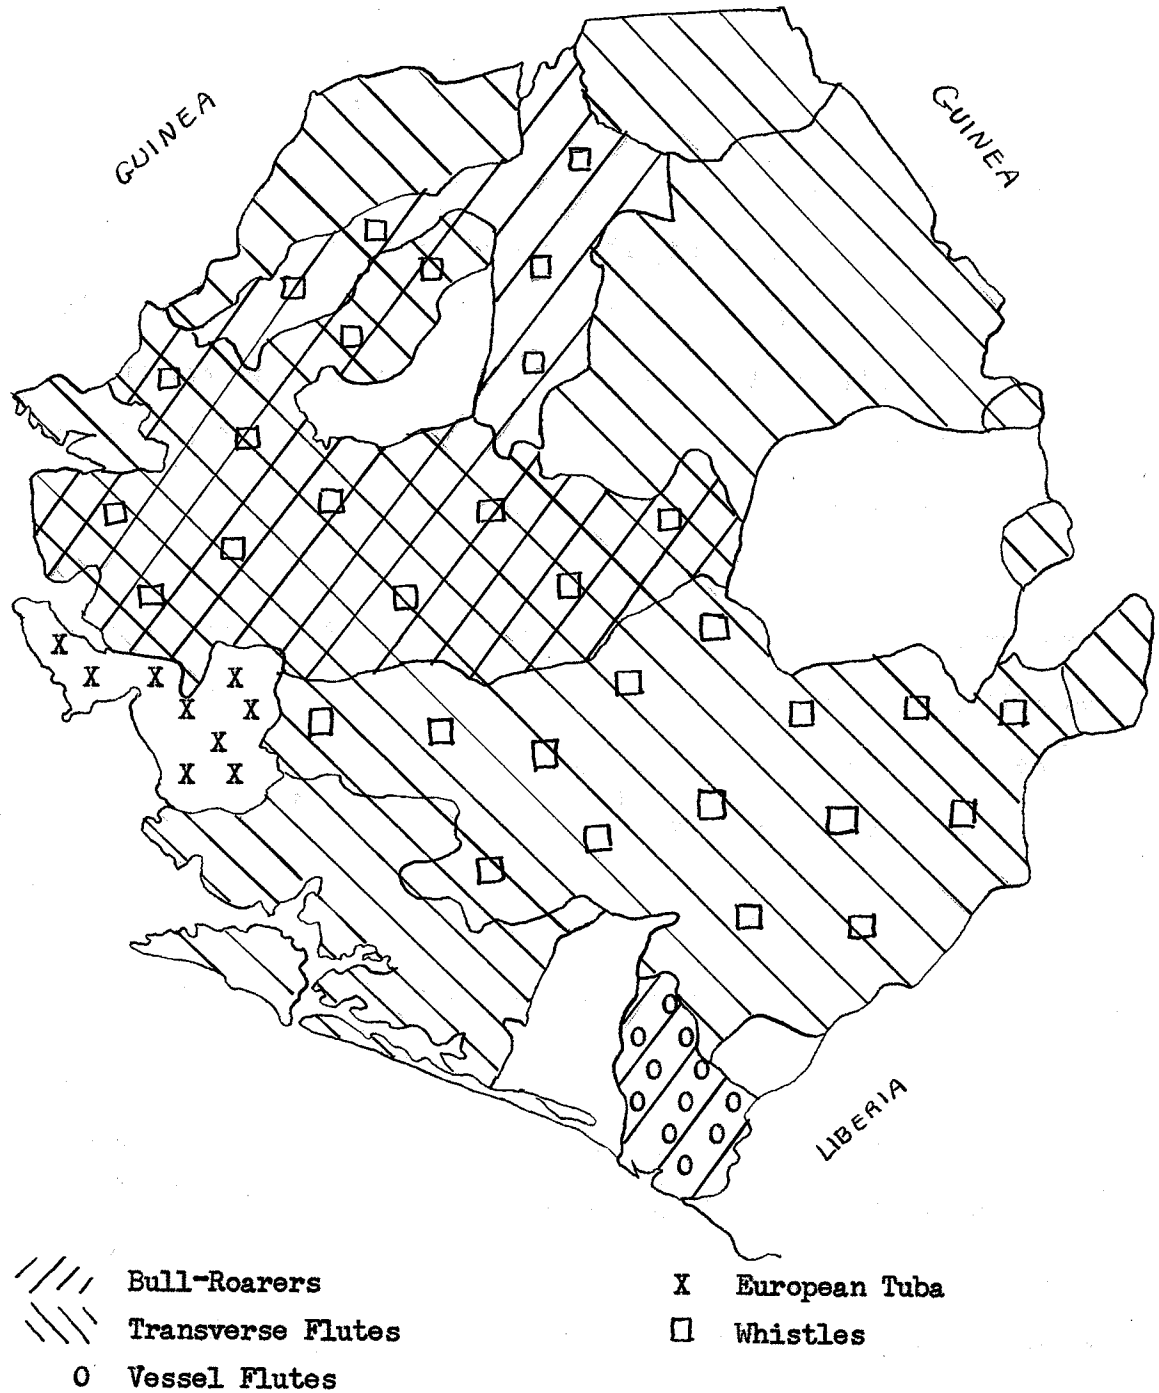 GUINEA
GUINEA
LIBERIA
Bull-Roarers
Transverse Flutes
O Vessel Flutes
X European Tuba
Whistles